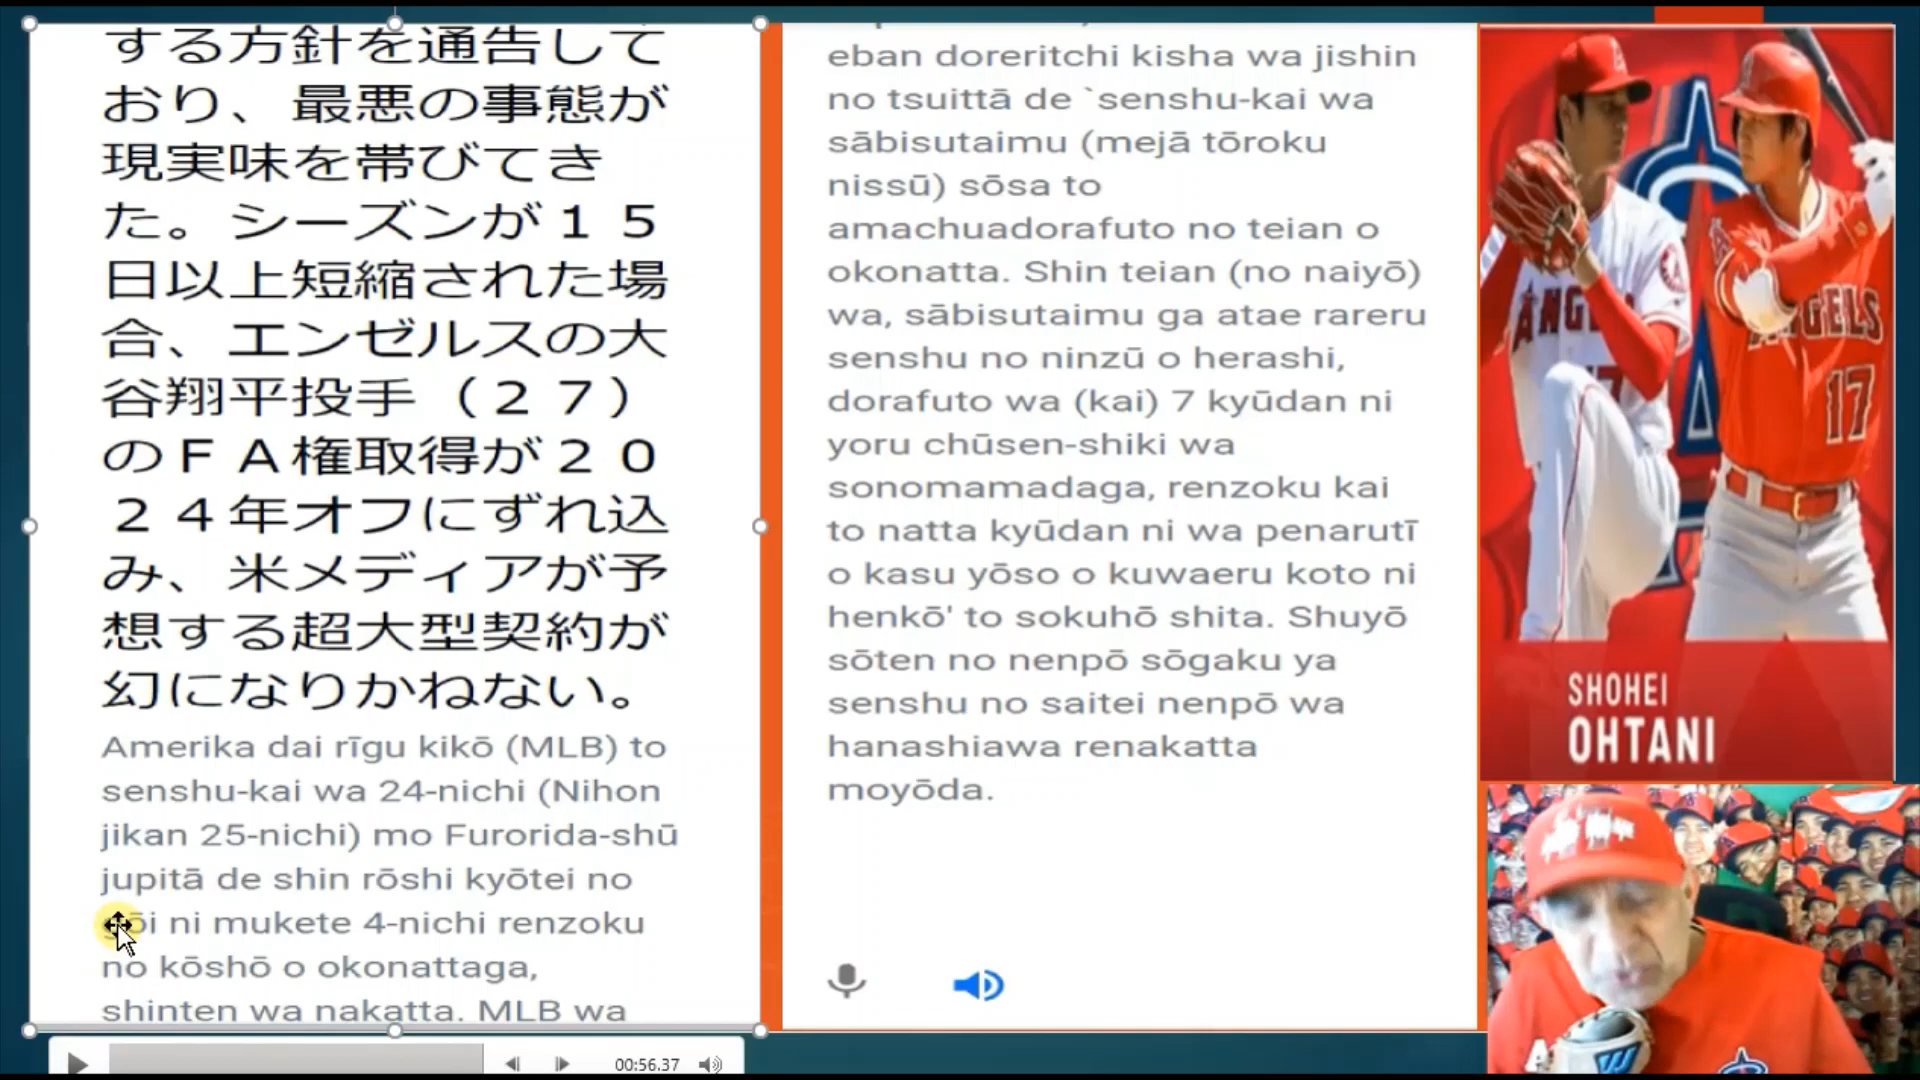 する方針を通告して
おり、最悪の事態が
現実味を帯びてき
た。シーズンが１５
日以上短縮された場
合、エンゼルスの大
谷翔平投手（２７）
のＦＡ権取得が２０
２４年オフにずれ込
み、米メディアが予
想する超大型契約が
幻になりかねない。
Amerika dai rīgu kikō (MLB) to
senshu-kai wa 24-nichi (Nihon
jikan 25-nichi) mo Furorida-shū
jupitā de shin rōshi kyōtei no
gōi ni mukete 4-nichi renzoku
no kōshō o okonattaga,
shinten wa nakatta. MLB wa
eban doreritchi kisha wa jishin
no tsuittā de `senshu-kai wa
sābisutaimu (mejā tōroku
nissū) sōsa to
amachuadorafuto no teian o
okonatta. Shin teian (no naiyō)
wa, sābisutaimu ga atae rareru
senshu no ninzū o herashi,
dorafuto wa (kai) 7 kyūdan ni
yoru chūsen-shiki wa
sonomamadaga, renzoku kai
to natta kyūdan ni wa penarutī
o kasu yōso o kuwaeru koto ni
henkō' to sokuhō shita. Shuyō
sōten no nenpō sōgaku ya
senshu no saitei nenpō wa
hanashiawa renakatta
moyōda.
ANGELS
17
SHOHEI
OHTANI
00:56.37